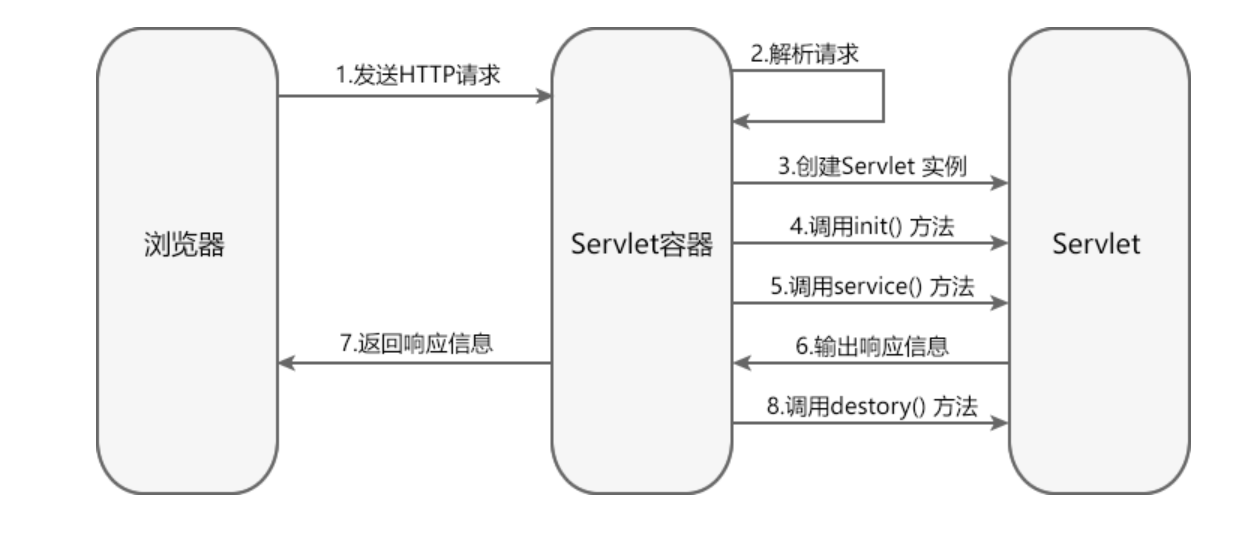 2.解析请求
1.发送HTTP请求
3.创建Servlet 实例
4.调用init() 方法
浏览器
Servlet容器
Servlet
5.调用service() 方法
7.返回响应信息
6.输出响应信息
8.调用destory() 方法